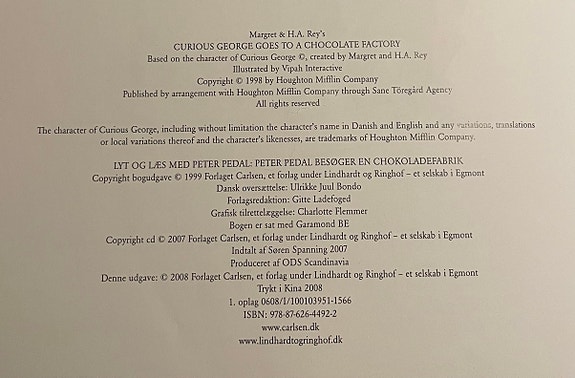 Margret & H.A. Rey's
CURIOUS GEORGE GOES TO A CHOCOLATE FACTORY
Based on the character of Curious George ©, created by Margret and H.A. Rey
Illustrated by Vipah Interactive
Copyright © 1998 by Houghton Mifflin Company
Published by arrangement with Houghton Mifflin Company through Sane Töregård Agency
All rights reserved
The character of Curious George, including without limitation the character's name in Danish and English and any variations, translations
or local variations thereof and the character's likenesses, are trademarks of Houghton Mifflin Company.
LYT OG LÆS MED PETER PEDAL: PETER PEDAL BESØGER EN CHOKOLADEFABRIK
Copyright bogudgave © 1999 Forlaget Carlsen, et forlag under Lindhardt og Ringhof – et selskab i Egmont
Dansk oversættelse: Ulrikke Juul Bondo
Forlagsredaktion: Gitte Ladefoged
Grafisk tilrettelæggelse: Charlotte Flemmer
Bogen er sat med Garamond BE
Copyright cd © 2007 Forlaget Carlsen, et forlag under Lindhardt og Ringhof – et selskab i Egmont
Indtalt af Søren Spanning 2007
Produceret af ODS Scandinavia
Denne udgave: © 2008 Forlaget Carlsen, et forlag under Lindhardt og Ringhof – et selskab i Egmont
Trykt i Kina 2008
1. oplag 0608/1/100103951-1566
ISBN: 978-87-626-4492-2
www.carlsen.dk
www.lindhardtogringhof.dk